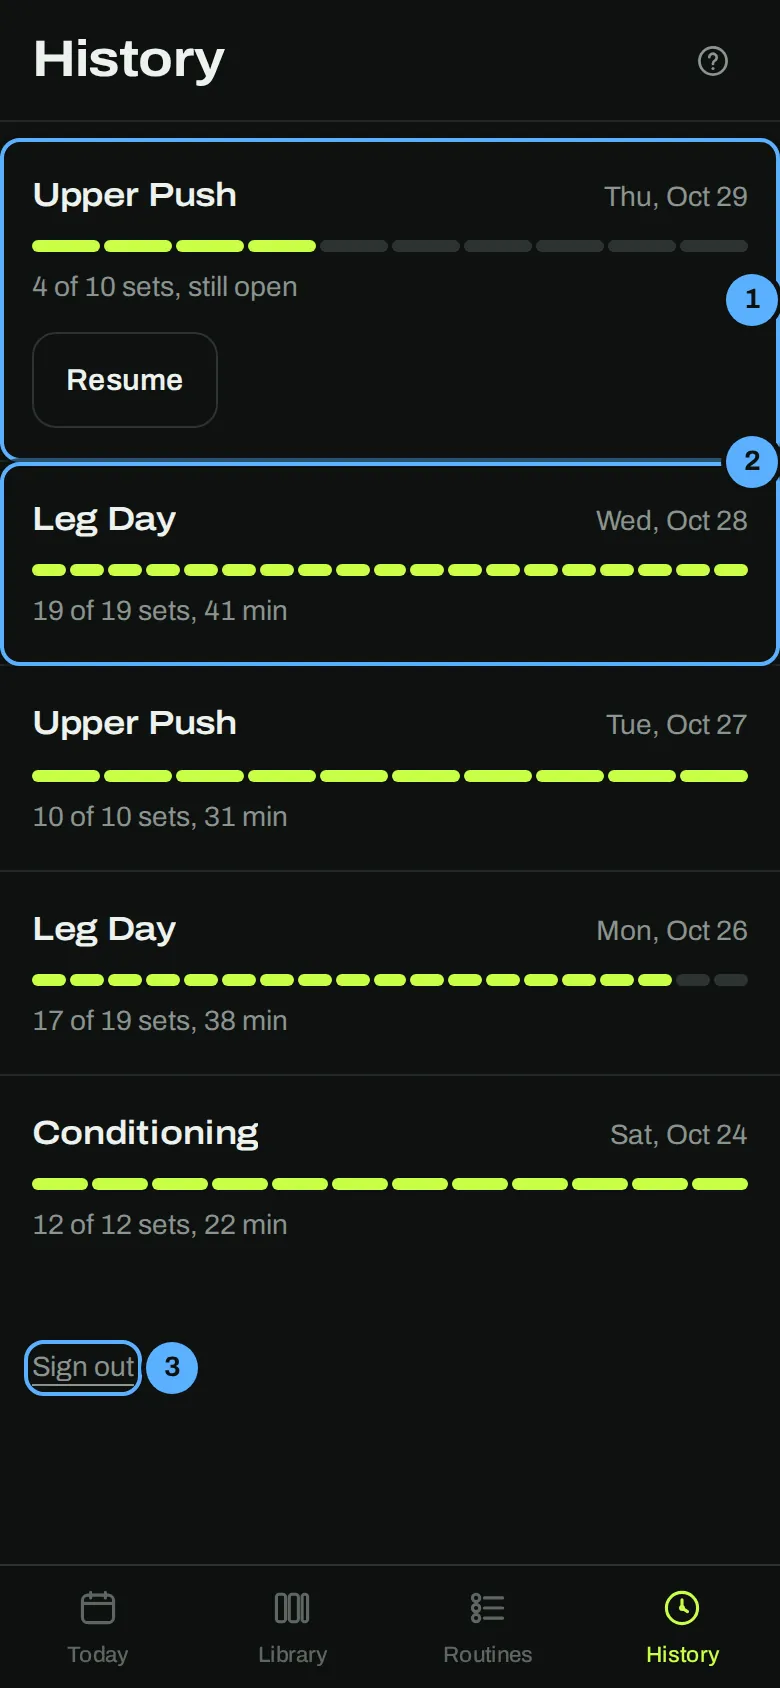 History
Upper Push
Thu, Oct 29
4 of 10 sets, still open
1
Resume
2
Leg Day
Wed, Oct 28
19 of 19 sets, 41 min
Upper Push
Tue, Oct 27
10 of 10 sets, 31 min
Leg Day
Mon, Oct 26
17 of 19 sets, 38 min
Conditioning
Sat, Oct 24
12 of 12 sets, 22 min
Sign out
3
Today
Library
Routines
History